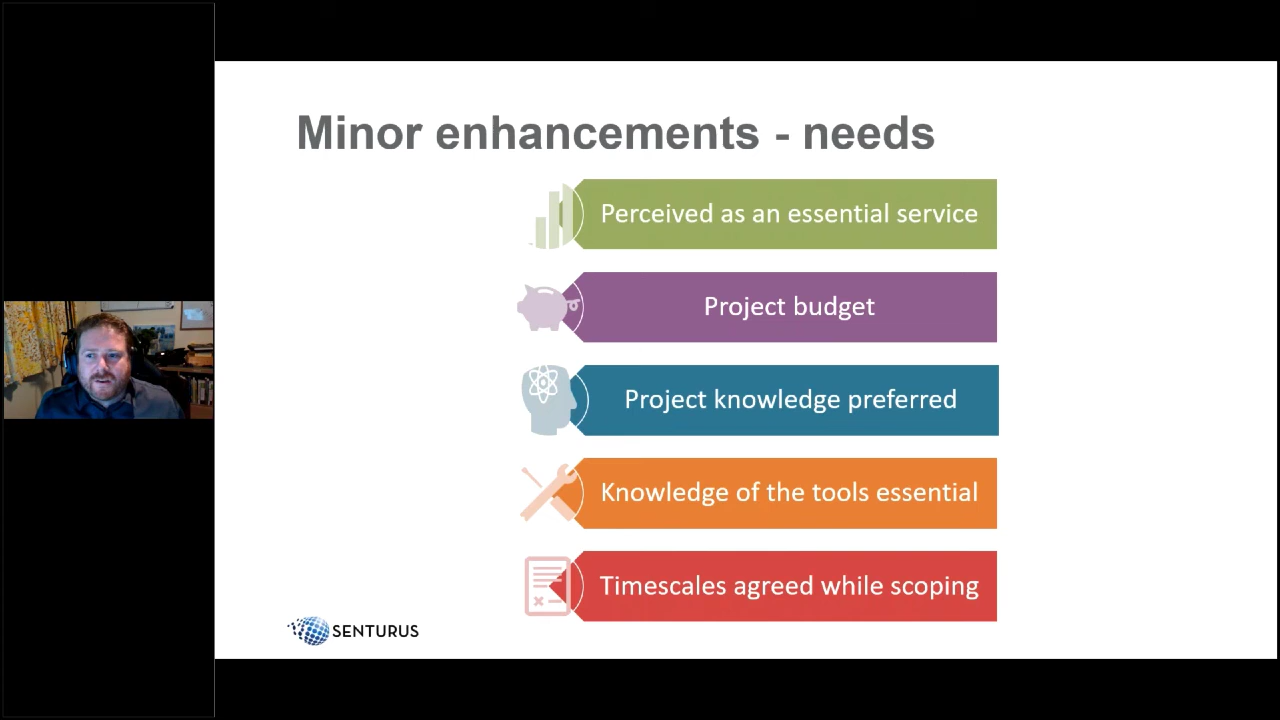 Minor enhancements - needs
Perceived as an essential service
Project budget
Project knowledge preferred
Knowledge of the tools essential
Timescales agreed while scoping
SENTURUS